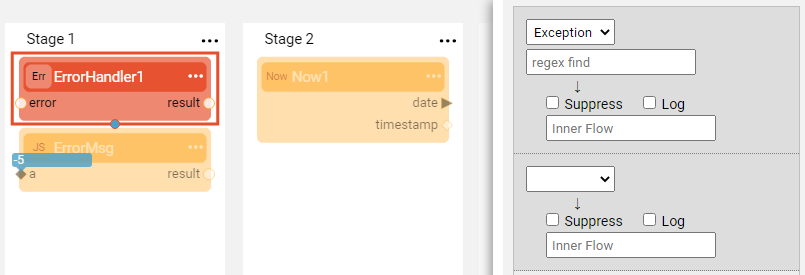 Stage 1
Err ErrorHandler1
error result
JS ErrorMsg
-5
a result
Stage 2
Now Now1
date
timestamp
Exception
regex find
↓
Suppress Log
Inner Flow
↓
Suppress Log
Inner Flow